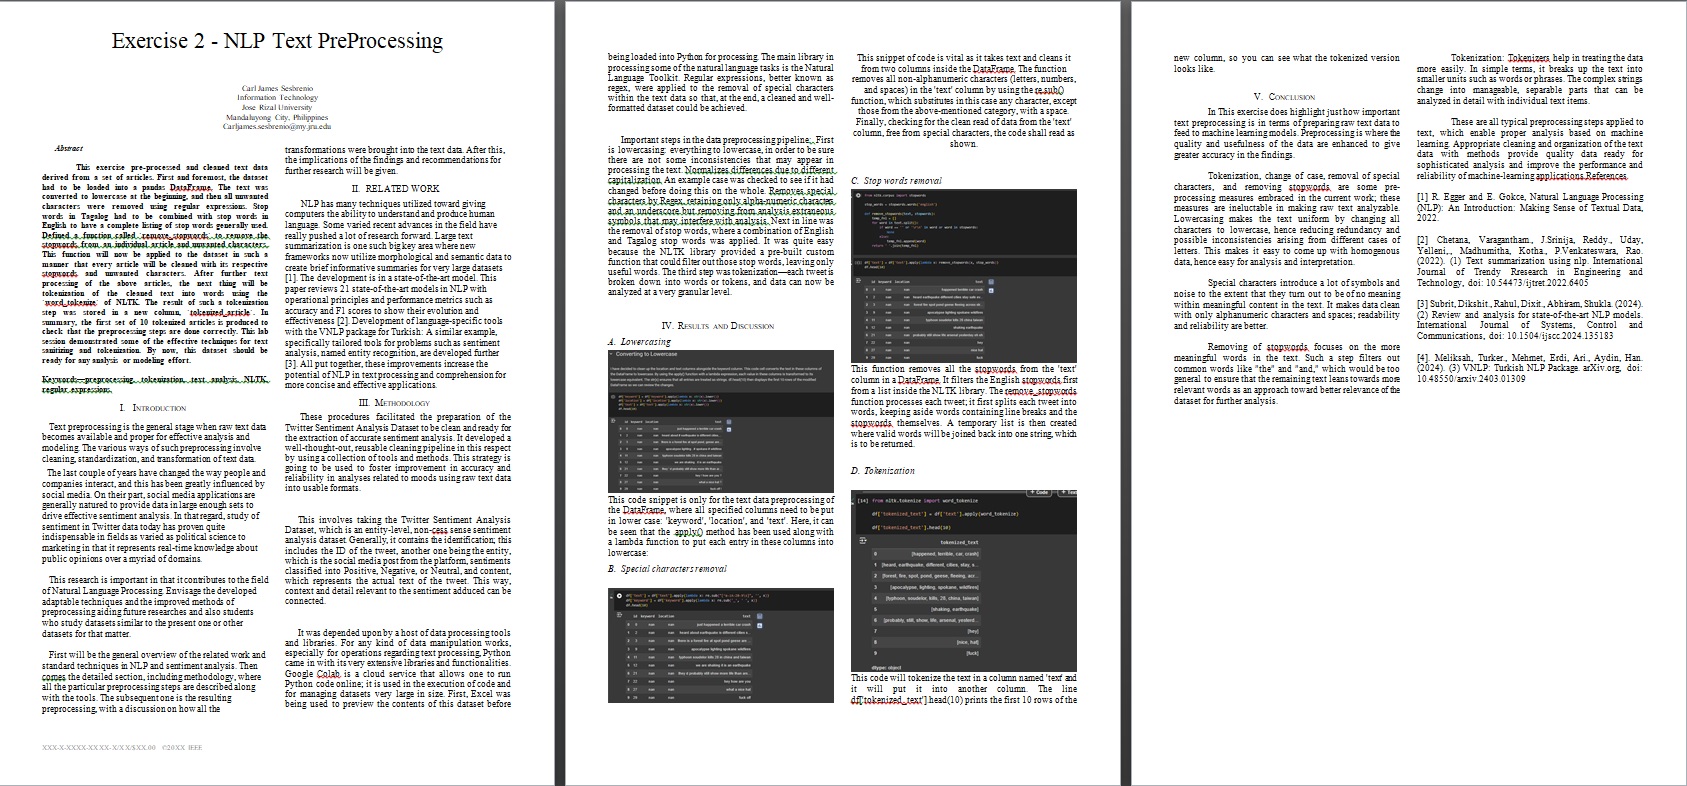 Exercise 2 - NLP Text PreProcessing
Carl James Sesbrenio
Information Technology
Jose Rizal University
Mandaluyong City, Philippines
Carljames.sesbrenio@my.jru.edu
Abstract
This exercise pre-processed and cleaned text data
derived from a set of articles. First and foremost, the dataset
had to be loaded into a pandas DataFrame. The text was
converted to lowercase at the beginning, and then all unwanted
characters were removed using regular expressions. Stop
words in Tagalog had to be combined with stop words in
English to have a complete listing of stop words generally used.
Defined a function called `remove_stopwords` to remove the
stopwords from an individual article and unwanted characters.
This function will now be applied to the dataset in such a
manner that every article will be cleaned with its respective
stopwords and unwanted characters. After further text
processing of the above articles, the next thing will be
tokenization of the cleaned text into words using the
`word_tokenize` of NLTK. The result of such a tokenization
step was stored in a new column, `tokenized_article`. In
summary, the first set of 10 tokenized articles is produced to
check that the preprocessing steps are done correctly. This lab
session demonstrated some of the effective techniques for text
sanitizing and tokenization. By now, this dataset should be
ready for any analysis or modeling effort.
Keywords—preprocessing, tokenization, text analysis, NLTK,
regular expressions.
I. INTRODUCTION
Text preprocessing is the general stage when raw text data
becomes available and proper for effective analysis and
modeling. The various ways of such preprocessing involve
cleaning, standardization, and transformation of text data.
The last couple of years have changed the way people and
companies interact, and this has been greatly influenced by
social media. On their part, social media applications are
generally natured to provide data in large enough sets to
drive effective sentiment analysis. In that regard, study of
sentiment in Twitter data today has proven quite
indispensable in fields as varied as political science to
marketing in that it represents real-time knowledge about
public opinions over a myriad of domains.
This research is important in that it contributes to the field
of Natural Language Processing. Envisage the developed
adaptable techniques and the improved methods of
preprocessing aiding future researches and also students
who study datasets similar to the present one or other
datasets for that matter.
First will be the general overview of the related work and
standard techniques in NLP and sentiment analysis. Then
comes the detailed section, including methodology, where
all the particular preprocessing steps are described along
with the tools. The subsequent one is the resulting
preprocessing, with a discussion on how all the
XXX-X-XXXX-XXXX-X/XX/$XX.00 ©20XX IEEE
transformations were brought into the text data. After this,
the implications of the findings and recommendations for
further research will be given.
II. RELATED WORK
NLP has many techniques utilized toward giving
computers the ability to understand and produce human
language. Some varied recent advances in the field have
really pushed a lot of research forward. Large text
summarization is one such big key area where new
frameworks now utilize morphological and semantic data to
create brief informative summaries for very large datasets
[1]. The development is in a state-of-the-art model. This
paper reviews 21 state-of-the-art models in NLP with
operational principles and performance metrics such as
accuracy and F1 scores to show their evolution and
effectiveness [2]. Development of language-specific tools
with the VNLP package for Turkish: A similar example,
specifically tailored tools for problems such as sentiment
analysis, named entity recognition, are developed further
[3]. All put together, these improvements increase the
potential of NLP in text processing and comprehension for
more concise and effective applications.
III. METHODOLOGY
These procedures facilitated the preparation of the
Twitter Sentiment Analysis Dataset to be clean and ready for
the extraction of accurate sentiment analysis. It developed a
well-thought-out, reusable cleaning pipeline in this respect
by using a collection of tools and methods. This strategy is
going to be used to foster improvement in accuracy and
reliability in analyses related to moods using raw text data
into usable formats.
This involves taking the Twitter Sentiment Analysis
Dataset, which is an entity-level, non-cess sense sentiment
analysis dataset. Generally, it contains the identification; this
includes the ID of the tweet, another one being the entity,
which is the social media post from the platform, sentiments
classified into Positive, Negative, or Neutral, and content,
which represents the actual text of the tweet. This way,
context and detail relevant to the sentiment adduced can be
connected.
It was depended upon by a host of data processing tools
and libraries. For any kind of data manipulation works,
especially for operations regarding text processing, Python
came in with its very extensive libraries and functionalities.
Google Colab is a cloud service that allows one to run
Python code online; it is used in the execution of code and
for managing datasets very large in size. First, Excel was
being used to preview the contents of this dataset before
being loaded into Python for processing. The main library in
processing some of the natural language tasks is the Natural
Language Toolkit. Regular expressions, better known as
regex, were applied to the removal of special characters
within the text data so that, at the end, a cleaned and well-
formatted dataset could be achieved.
Important steps in the data preprocessing pipeline:. First
is lowercasing: everything to lowercase, in order to be sure
there are not some inconsistencies that may appear in
processing the text. Normalizes differences due to different
capitalization. An example case was checked to see if it had
changed before doing this on the whole. Removes special
characters by Regex, retaining only alpha-numeric character
and an underscore but removing from analysis extraneous
symbols that may interfere with analysis. Next in line was
the removal of stop words, where a combination of English
and Tagalog stop words was applied. It was quite easy
because the NLTK library provided a pre-built custom
function that could filter out those stop words, leaving only
useful words. The third step was tokenization—each tweet is
broken down into words or tokens, and data can now be
analyzed at a very granular level.
IV. RESULTS AND DISCUSSION
A. Lowercasing
Converting to Lowercase
This code snippet is only for the text data preprocessing of
the DataFrame, where all specified columns need to be put
in lower case: 'keyword', 'location', and 'text'. Here, it can
be seen that the .apply() method has been used along with
a lambda function to put each entry in these columns into
lowercase:
B. Special characters removal
This snippet of code is vital as it takes text and cleans it
from two columns inside the DataFrame. The function
removes all non-alphanumeric characters (letters, numbers,
and spaces) in the 'text' column by using the re.sub()
function, which substitutes in this case any character, except
those from the above-mentioned category, with a space.
Finally, checking for the clean read of data from the 'text'
column, free from special characters, the code shall read as
shown.
C. Stop words removal
This function removes all the stopwords from the 'text'
column in a DataFrame. It filters the English stopwords first
from a list inside the NLTK library. The remove_stopwords
function processes each tweet; it first splits each tweet into
words, keeping aside words containing line breaks and the
stopwords themselves. A temporary list is then created
where valid words will be joined back into one string, which
is to be returned.
D. Tokenization
+ Code
+ Text
[14] from nltk.tokenize import word_tokenize
df['tokenized_text'] = df['text'].apply(word_tokenize)
df['tokenized_text'].head(10)
tokenized_text
0 [happened, terrible, car, crash]
1 [heard, earthquake, different, cities, stay, s...
2 [forest, fire, spot, pond, geese, fleeing, acr...
3 [apocalypse, lighting, spokane, wildfires]
4 [typhoon, soudelor, kills, 28, china, taiwan]
5 [shaking, earthquake]
6 [probably, still, show, life, arsenal, yesterd...
7 [hey]
8 [nice, hat]
9 [fuck]
dtype: object
This code will tokenize the text in a column named 'text' and
it will put it into another column. The line
df['tokenized_text'].head(10) prints the first 10 rows of the
new column, so you can see what the tokenized version
looks like.
V. CONCLUSION
In This exercise does highlight just how important
text preprocessing is in terms of preparing raw text data to
feed to machine learning models. Preprocessing is where the
quality and usefulness of the data are enhanced to give
greater accuracy in the findings.
Tokenization, change of case, removal of special
characters, and removing stopwords are some pre-
processing measures embraced in the current work; these
measures are ineluctable in making raw text analyzable.
Lowercasing makes the text uniform by changing all
characters to lowercase, hence reducing redundancy and
possible inconsistencies arising from different cases of
letters. This makes it easy to come up with homogenous
data, hence easy for analysis and interpretation.
Special characters introduce a lot of symbols and
noise to the extent that they turn out to be of no meaning
within meaningful content in the text. It makes data clean
with only alphanumeric characters and spaces; readability
and reliability are better.
Removing of stopwords, focuses on the more
meaningful words in the text. Such a step filters out
common words like "the" and "and," which would be too
general to ensure that the remaining text leans towards more
relevant words as an approach toward better relevance of the
text for further analysis.
Tokenization: Tokenizers help in treating the data
more easily. In simple terms, it breaks up the text into
smaller units such as words or phrases. The complex strings
change into manageable, separate parts that can be
analyzed in detail with individual text items.
These are all typical preprocessing steps applied to
text, which enable proper analysis based on machine
learning. Appropriate cleaning and organization of the text
data with methods provide quality data ready for
sophisticated analysis and improve the performance and
reliability of machine-learning applications.References.
[1] R. Egger and E. Gokce, Natural Language Processing
(NLP): An Introduction: Making Sense of Textual Data,
2022.
[2] Chetana, Varagantham., J.Srinija, Reddy., Uday,
Yelleni,., Madhumitha, Kotha., P.Venkateswara, Rao.
(2022). (1) Text summarization using nlp. International
Journal of Trendy Rresearch in Engineering and
Technology, doi: 10.54473/ijtret.2022.6405
[3] Subrit, Dikshit., Rahul, Dixit., Abhiram, Shukla. (2024).
(2) Review and analysis for state-of-the-art NLP models.
International Journal of Systems, Control and
Communications, doi: 10.1504/ijscc.2024.135183
[4]. Meliksah, Turker., Mehmet, Erdi, Ari., Aydin, Han.
(2024). (3) VNLP: Turkish NLP Package. arXiv.org, doi:
10.48550/arxiv.2403.01309